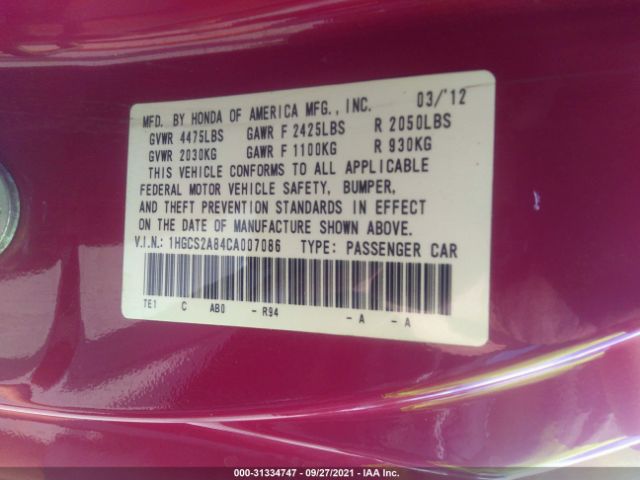 MFD. BY HONDA OF AMERICA MFG., INC. 03/'12
GVWR 4475LBS GAWR F 2425LBS R 2050LBS
GVWR 2030KG GAWR F 1100KG R 930KG
THIS VEHICLE CONFORMS TO ALL APPLICABLE
FEDERAL MOTOR VEHICLE SAFETY, BUMPER,
AND THEFT PREVENTION STANDARDS IN EFFECT
ON THE DATE OF MANUFACTURE SHOWN ABOVE.
V.I.N.: 1HGCS2A84CA007086 TYPE: PASSENGER CAR
TE1 C AB0 - R94 - A - A
000-31334747 - 09/27/2021 - IAA Inc.